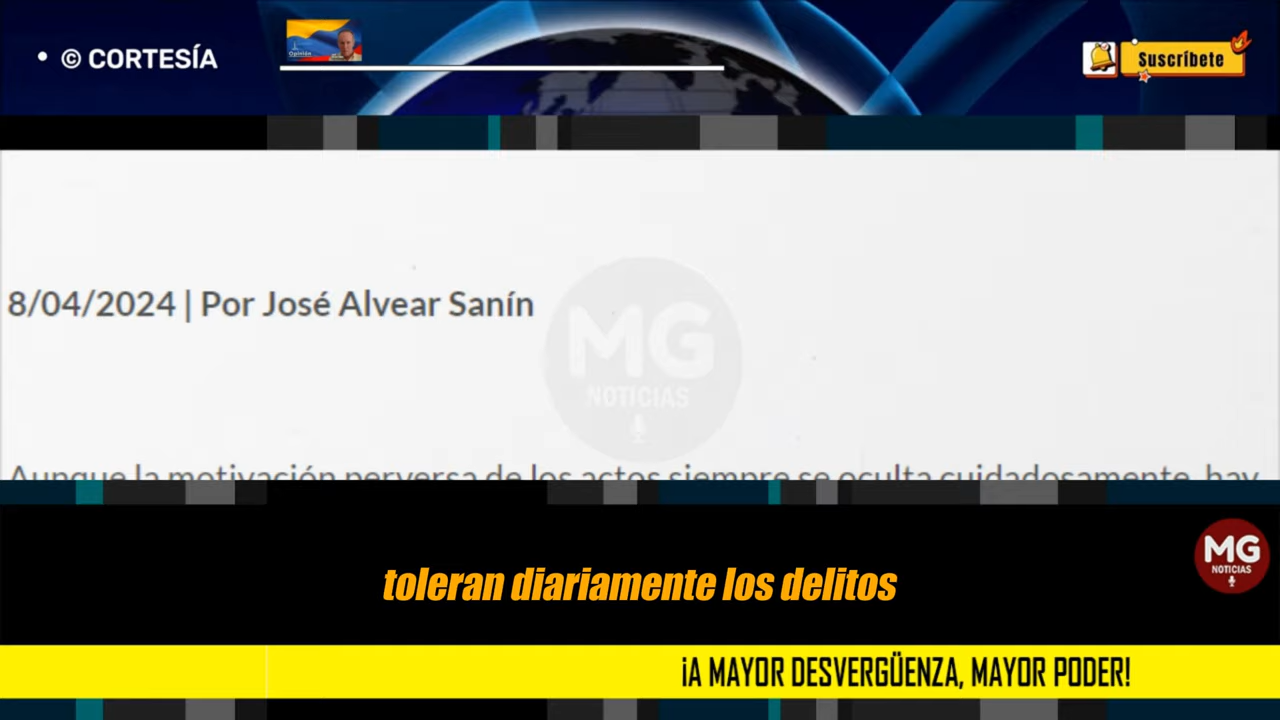 • © CORTESÍA
Opinión
Suscríbete
8/04/2024 | Por José Alvear Sanín
MG
NOTICIAS
Aunque la motivación perversa de los actos siempre se oculta cuidadosamente, hay
toleran diariamente los delitos
MG
NOTICIAS
¡A MAYOR DESVERGÜENZA, MAYOR PODER!